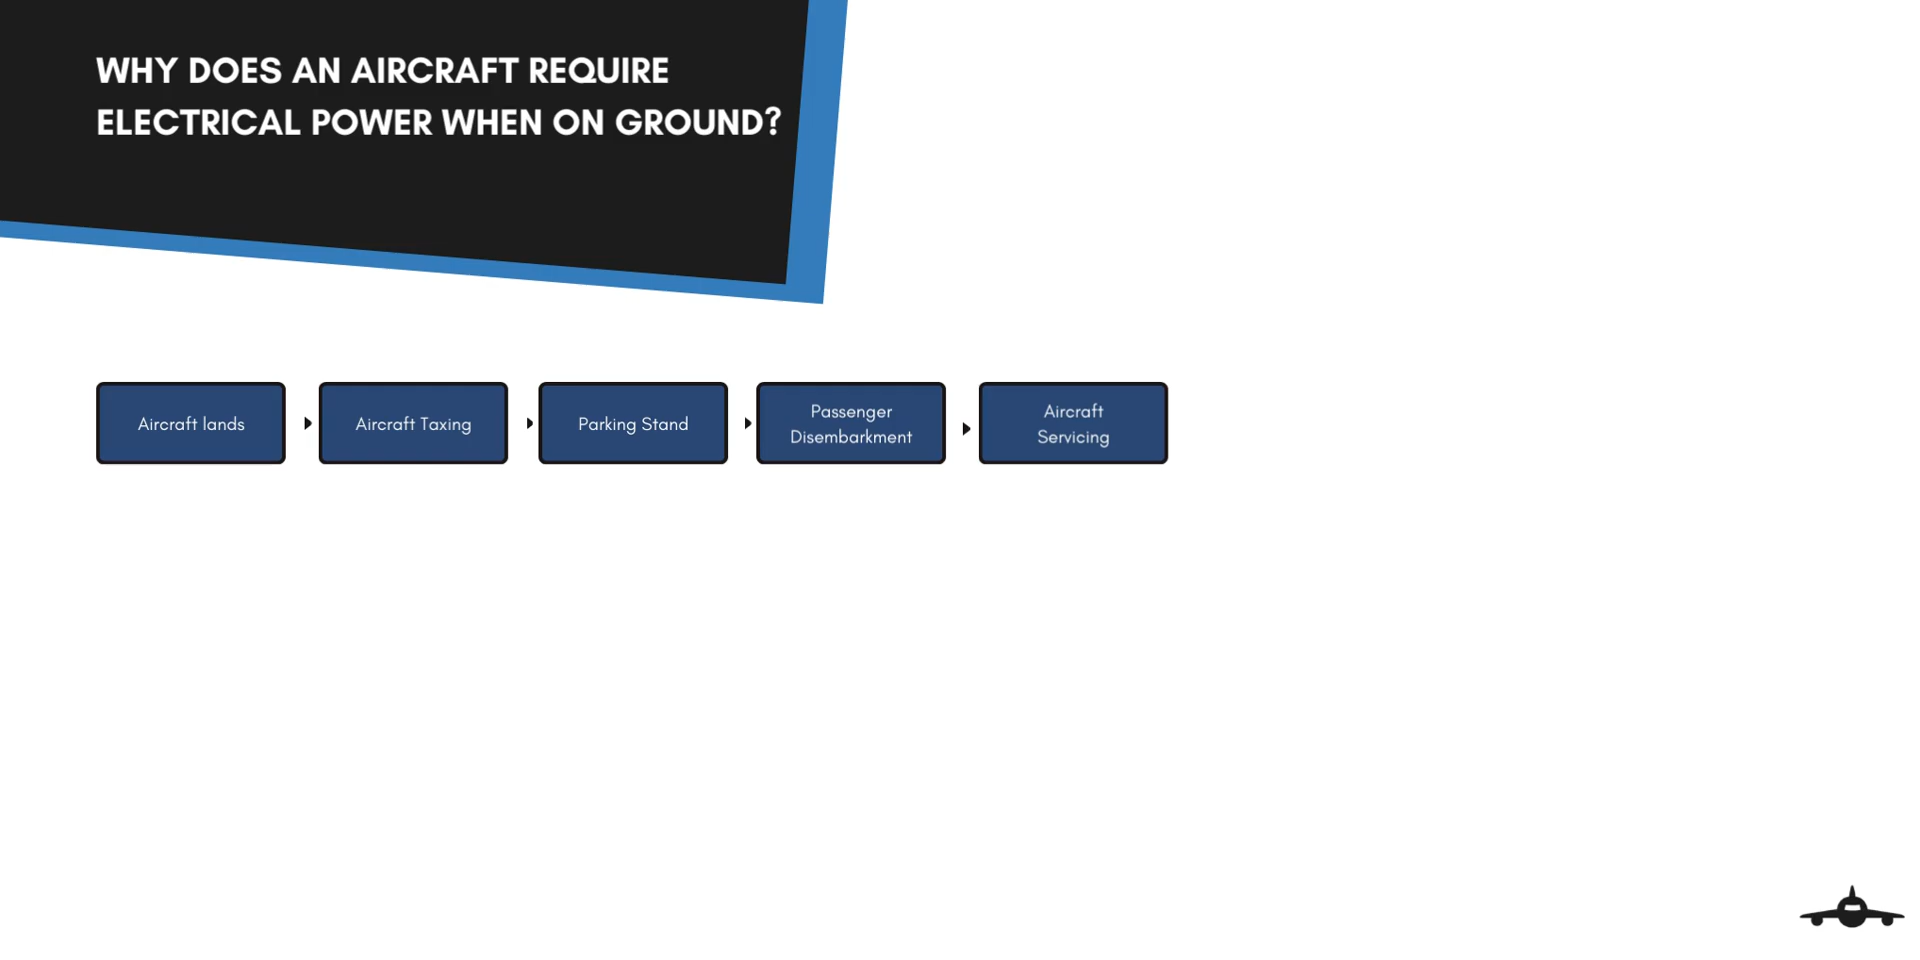 WHY DOES AN AIRCRAFT REQUIRE
ELECTRICAL POWER WHEN ON GROUND?
Aircraft lands
Aircraft Taxing
Parking Stand
Passenger
Disembarkment
Aircraft
Servicing